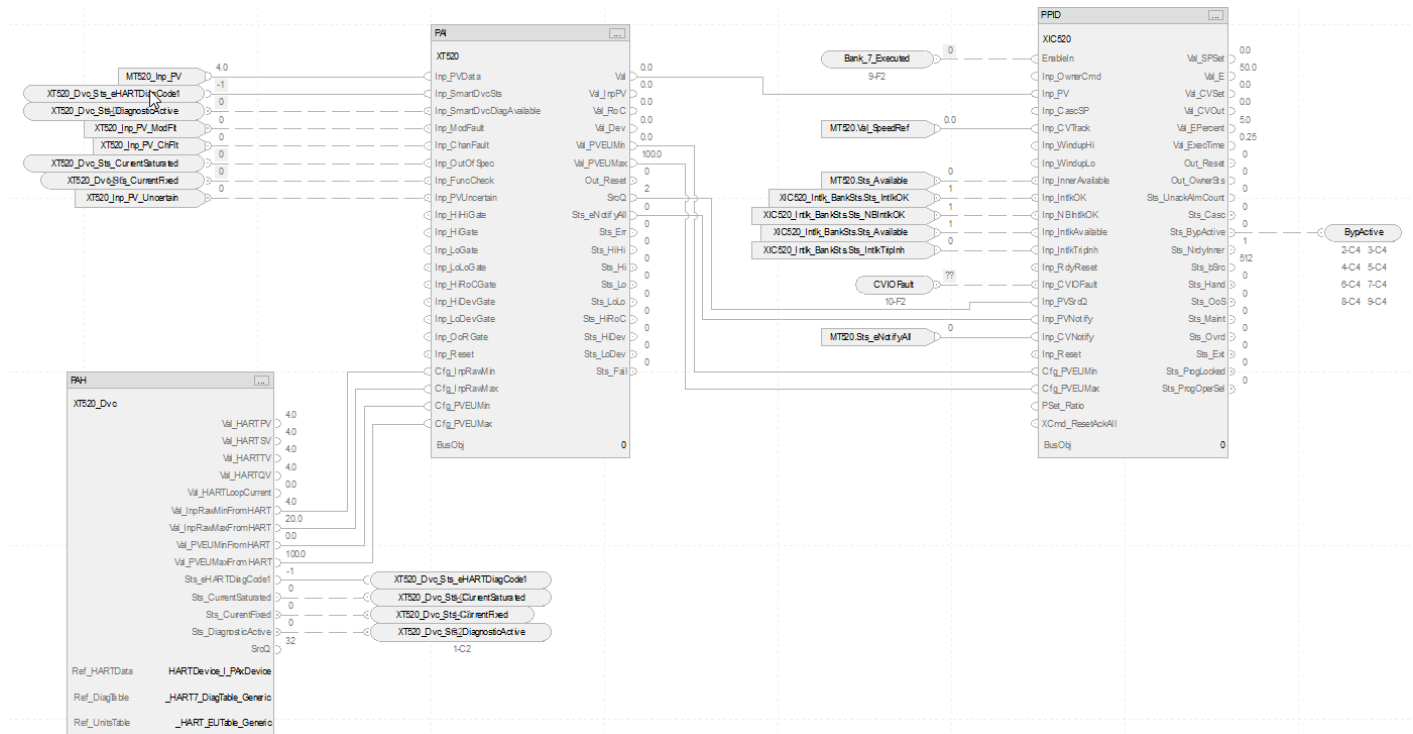 PAI
...
XT520
MT520_Inp_PV
4.0
XT520_Dvc_Sts_eHARTDiagCode1
-1
XT520_Dvc_Sts_DiagnosticActive
0
XT520_Inp_PV_ModFlt
0
XT520_Inp_PV_ChFlt
0
XT520_Dvc_Sts_CurrentSaturated
0
XT520_Dvc_Sts_CurrentFixed
0
XT520_Inp_PV_Uncertain
0
Inp_PVData Val 0.0
Inp_SmartDvcSts Val_InpPV 0.0
Inp_SmartDvcDiagAvailable Val_RoC 0.0
Inp_ModFault Val_Dev 0.0
Inp_ChanFault Val_PVEUMin 0.0
Inp_OutOfSpec Val_PVEUMax 100.0
Inp_FuncCheck Out_Reset 0
Inp_PVUncertain SrcQ 2
Inp_HiHiGate Sts_eNotifyAll 0
Inp_HiGate Sts_Err 0
Inp_LoGate Sts_HiHi 0
Inp_LoLoGate Sts_Hi 0
Inp_HiRoCGate Sts_Lo 0
Inp_HiDevGate Sts_LoLo 0
Inp_LoDevGate Sts_HiRoC 0
Inp_OoRGate Sts_HiDev 0
Inp_Reset Sts_LoDev 0
Cfg_InpRawMin Sts_Fail 0
Cfg_InpRawMax
Cfg_PVEUMin
Cfg_PVEUMax
BusObj 0
PPID
...
XIC520
Bank_7_Executed
0
9-F2
MT520.Val_SpeedRef
0.0
MT520.Sts_Available
0
XIC520_Intlk_BankSts.Sts_IntlkOK
1
XIC520_Intlk_BankSts.Sts_NBIntlkOK
1
XIC520_Intlk_BankSts.Sts_Available
1
XIC520_Intlk_BankSts.Sts_IntlkTripInh
0
CVIOFault
??
10-F2
MT520.Sts_eNotifyAll
0
EnableIn Val_SPSet 0.0
Inp_OwnerCmd Val_E 50.0
Inp_PV Val_CVSet 0.0
Inp_CascSP Val_CVOut 0.0
Inp_CVTrack Val_EPercent 5.0
Inp_WindupHi Val_ExecTime 0.25
Inp_WindupLo Out_Reset 0
Inp_InnerAvailable Out_OwnerSts 0
Inp_IntlkOK Sts_UnackAlmCount 0
Inp_NBIntlkOK Sts_Casc 0
Inp_IntlkAvailable Sts_BypActive 0
Inp_IntlkTripInh Sts_NrdyInner 1
Inp_RdyReset Sts_bSrc 512
Inp_CVIOFault Sts_Hand 0
Inp_PVSrcQ Sts_OoS 0
Inp_PVNotify Sts_Maint 0
Inp_CVNotify Sts_Ovrd 0
Inp_Reset Sts_Ext 0
Cfg_PVEUMin Sts_ProgLocked 0
Cfg_PVEUMax Sts_ProgOperSel 0
PSet_Ratio
XCmd_ResetAckAll
BusObj 0
BypActive
2-C4 3-C4
4-C4 5-C4
6-C4 7-C4
8-C4 9-C4
PAH
...
XT520_Dvc
Val_HARTPV 4.0
Val_HARTSV 4.0
Val_HARTTV 4.0
Val_HARTQV 4.0
Val_HARTLoopCurrent 0.0
Val_InpRawMinFromHART 4.0
Val_InpRawMaxFromHART 20.0
Val_PVEUMinFromHART 0.0
Val_PVEUMaxFromHART 100.0
Sts_eHARTDiagCode1 -1
Sts_CurrentSaturated 0
Sts_CurrentFixed 0
Sts_DiagnosticActive 0
SrcQ 32
XT520_Dvc_Sts_eHARTDiagCode1
XT520_Dvc_Sts_CurrentSaturated
XT520_Dvc_Sts_CurrentFixed
XT520_Dvc_Sts_DiagnosticActive
1-C2
Ref_HARTData HARTDevice_I_PAxDevice
Ref_DiagTable _HART7_DiagTable_Generic
Ref_UnitsTable _HART_EUTable_Generic